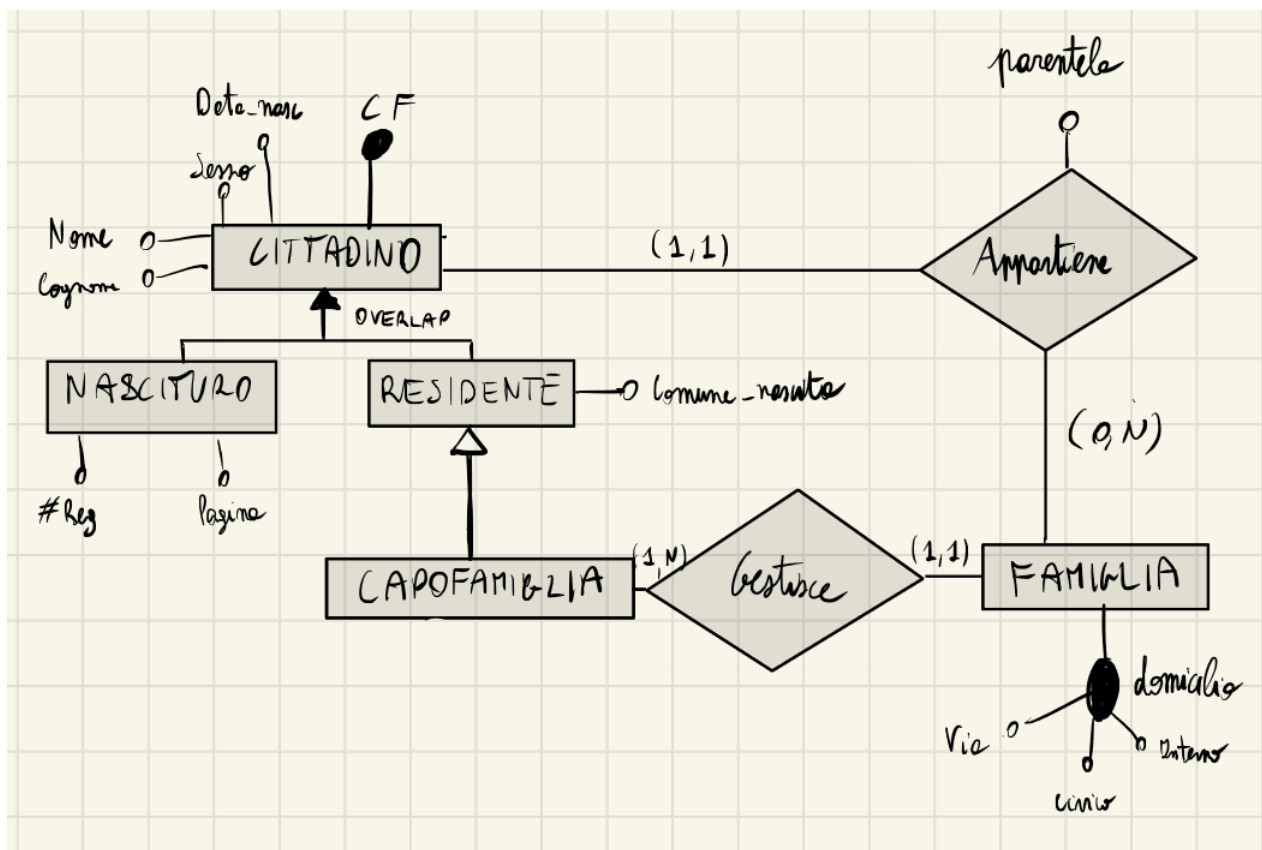 parentela
Data_nasc
CF
Sesso
Nome
CITTADINO
(1,1)
Appartiene
Cognome
OVERLAP
NASCITURO
RESIDENTE
Comune_nascita
(0,N)
#Reg
Pagina
CAPOFAMIGLIA
(1,N)
Gestisce
(1,1)
FAMIGLIA
domicilio
Via
Interno
civico